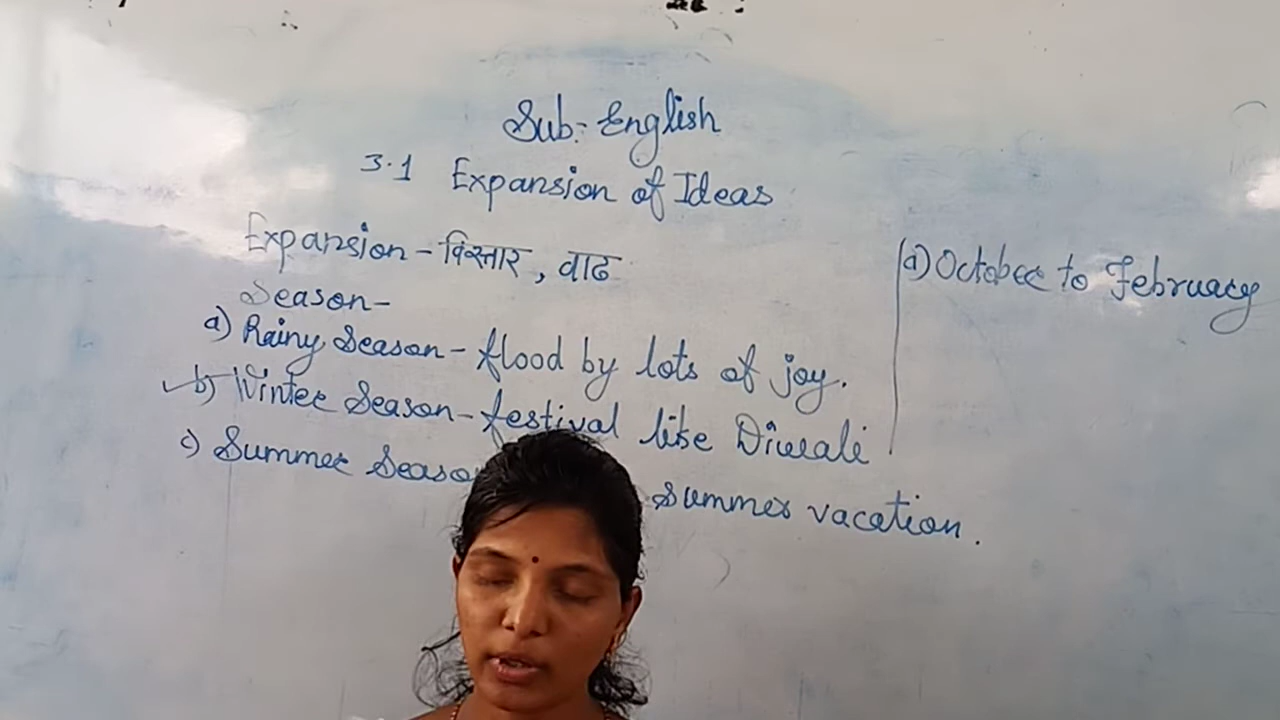 Sub:- English
3.1 Expansion of Ideas
Expansion - विस्तार, वाढ
Season-
a) Rainy Season - flood by lots of joy.
b) Winter Season - festival like Diwali
c) Summer Seaso summer vacation.
a) October to February